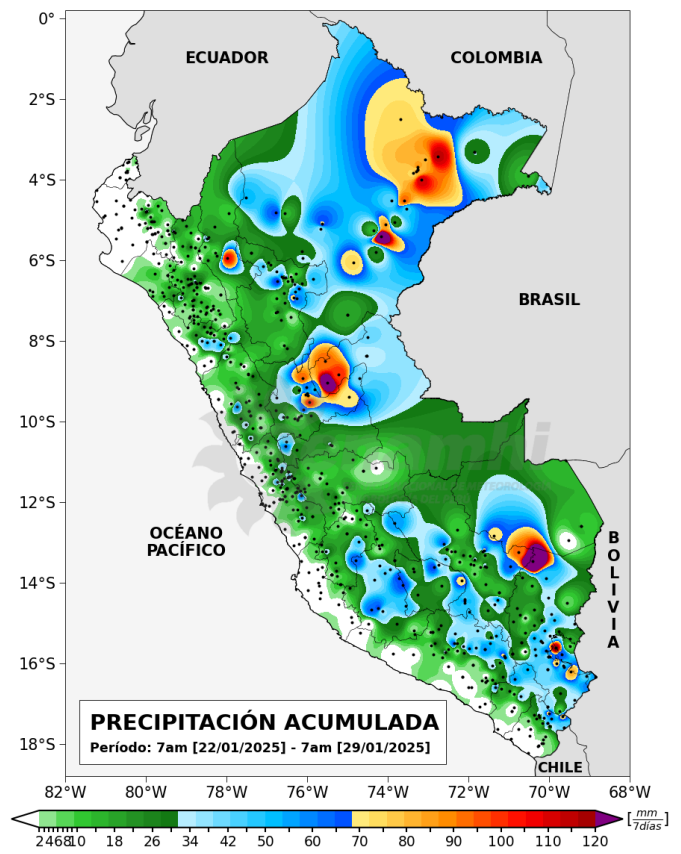 0°
2°S
4°S
6°S
8°S
10°S
12°S
14°S
16°S
18°S
ECUADOR
COLOMBIA
BRASIL
OCÉANO
PACÍFICO
B
O
L
I
V
I
A
CHILE
PRECIPITACIÓN ACUMULADA
Período: 7am [22/01/2025] - 7am [29/01/2025]
82°W 80°W 78°W 76°W 74°W 72°W 70°W 68°W
2 4 6 8 10 18 26 34 42 50 60 70 80 90 100 110 120 [mm/7días]